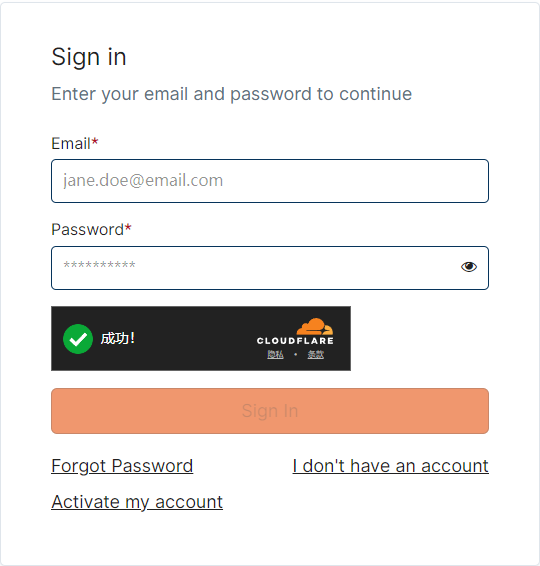 Sign in
Enter your email and password to continue
Email*
jane.doe@email.com
Password*
**********
成功!
CLOUDFLARE
隐私 • 条款
Sign In
Forgot Password I don't have an account
Activate my account